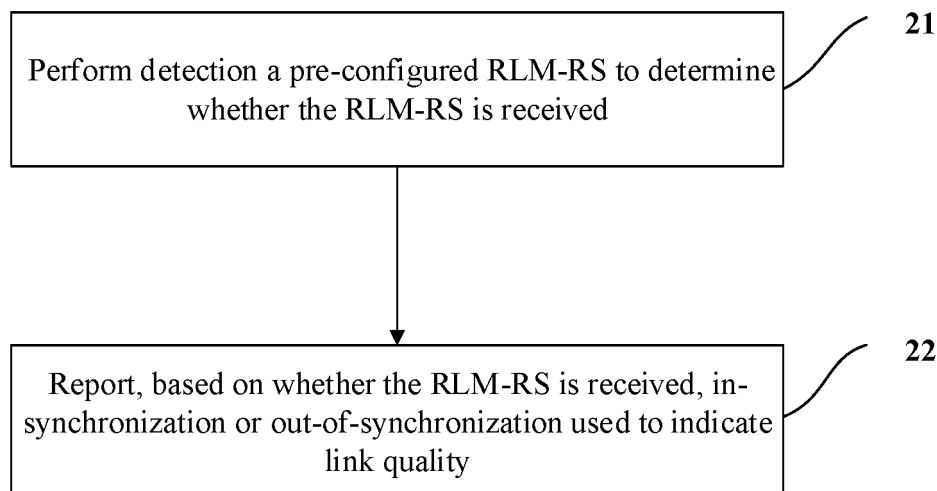 21
Perform detection a pre-configured RLM-RS to determine
whether the RLM-RS is received
22
Report, based on whether the RLM-RS is received, in-
synchronization or out-of-synchronization used to indicate
link quality